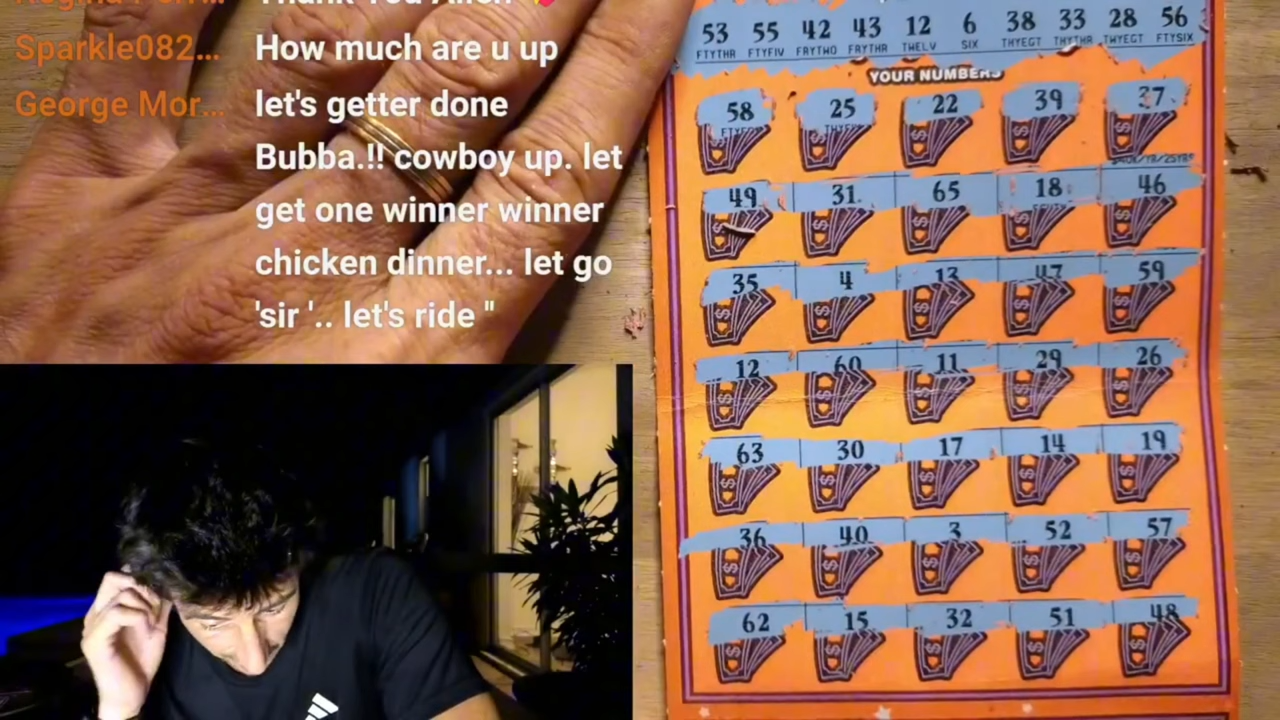 Thank You Allen
Sparkle082...
How much are u up
George Mor...
let's getter done
Bubba.!! cowboy up. let
get one winner winner
chicken dinner... let go
'sir '.. let's ride "
53 55 42 43 12 6 38 33 28 56
FTYTHR FTYFIV FRYTWO FRYTHR THELV SIX THYEGT THYTHR TWYEGT FTYSIX
YOUR NUMBERS
58 25 22 39 37
49 31 65 18 46
35 4 13 47 59
12 60 11 29 26
63 30 17 14 19
36 40 3 52 57
62 15 32 51 48